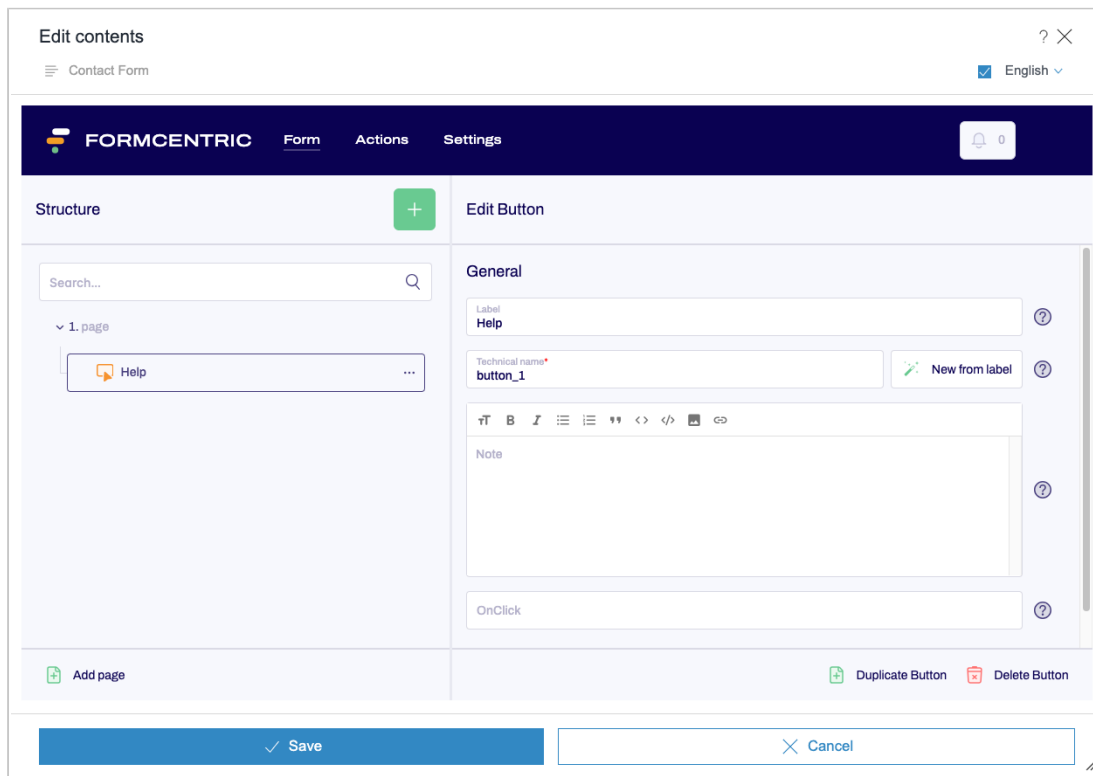 Edit contents
?
Contact Form
English
FORMCENTRIC
Form
Actions
Settings
0
Structure
+
Edit Button
Search...
General
1. page
Label
Help
?
Help
...
Technical name*
button_1
New from label
?
B I
Note
?
OnClick
?
Add page
Duplicate Button
Delete Button
Save
Cancel